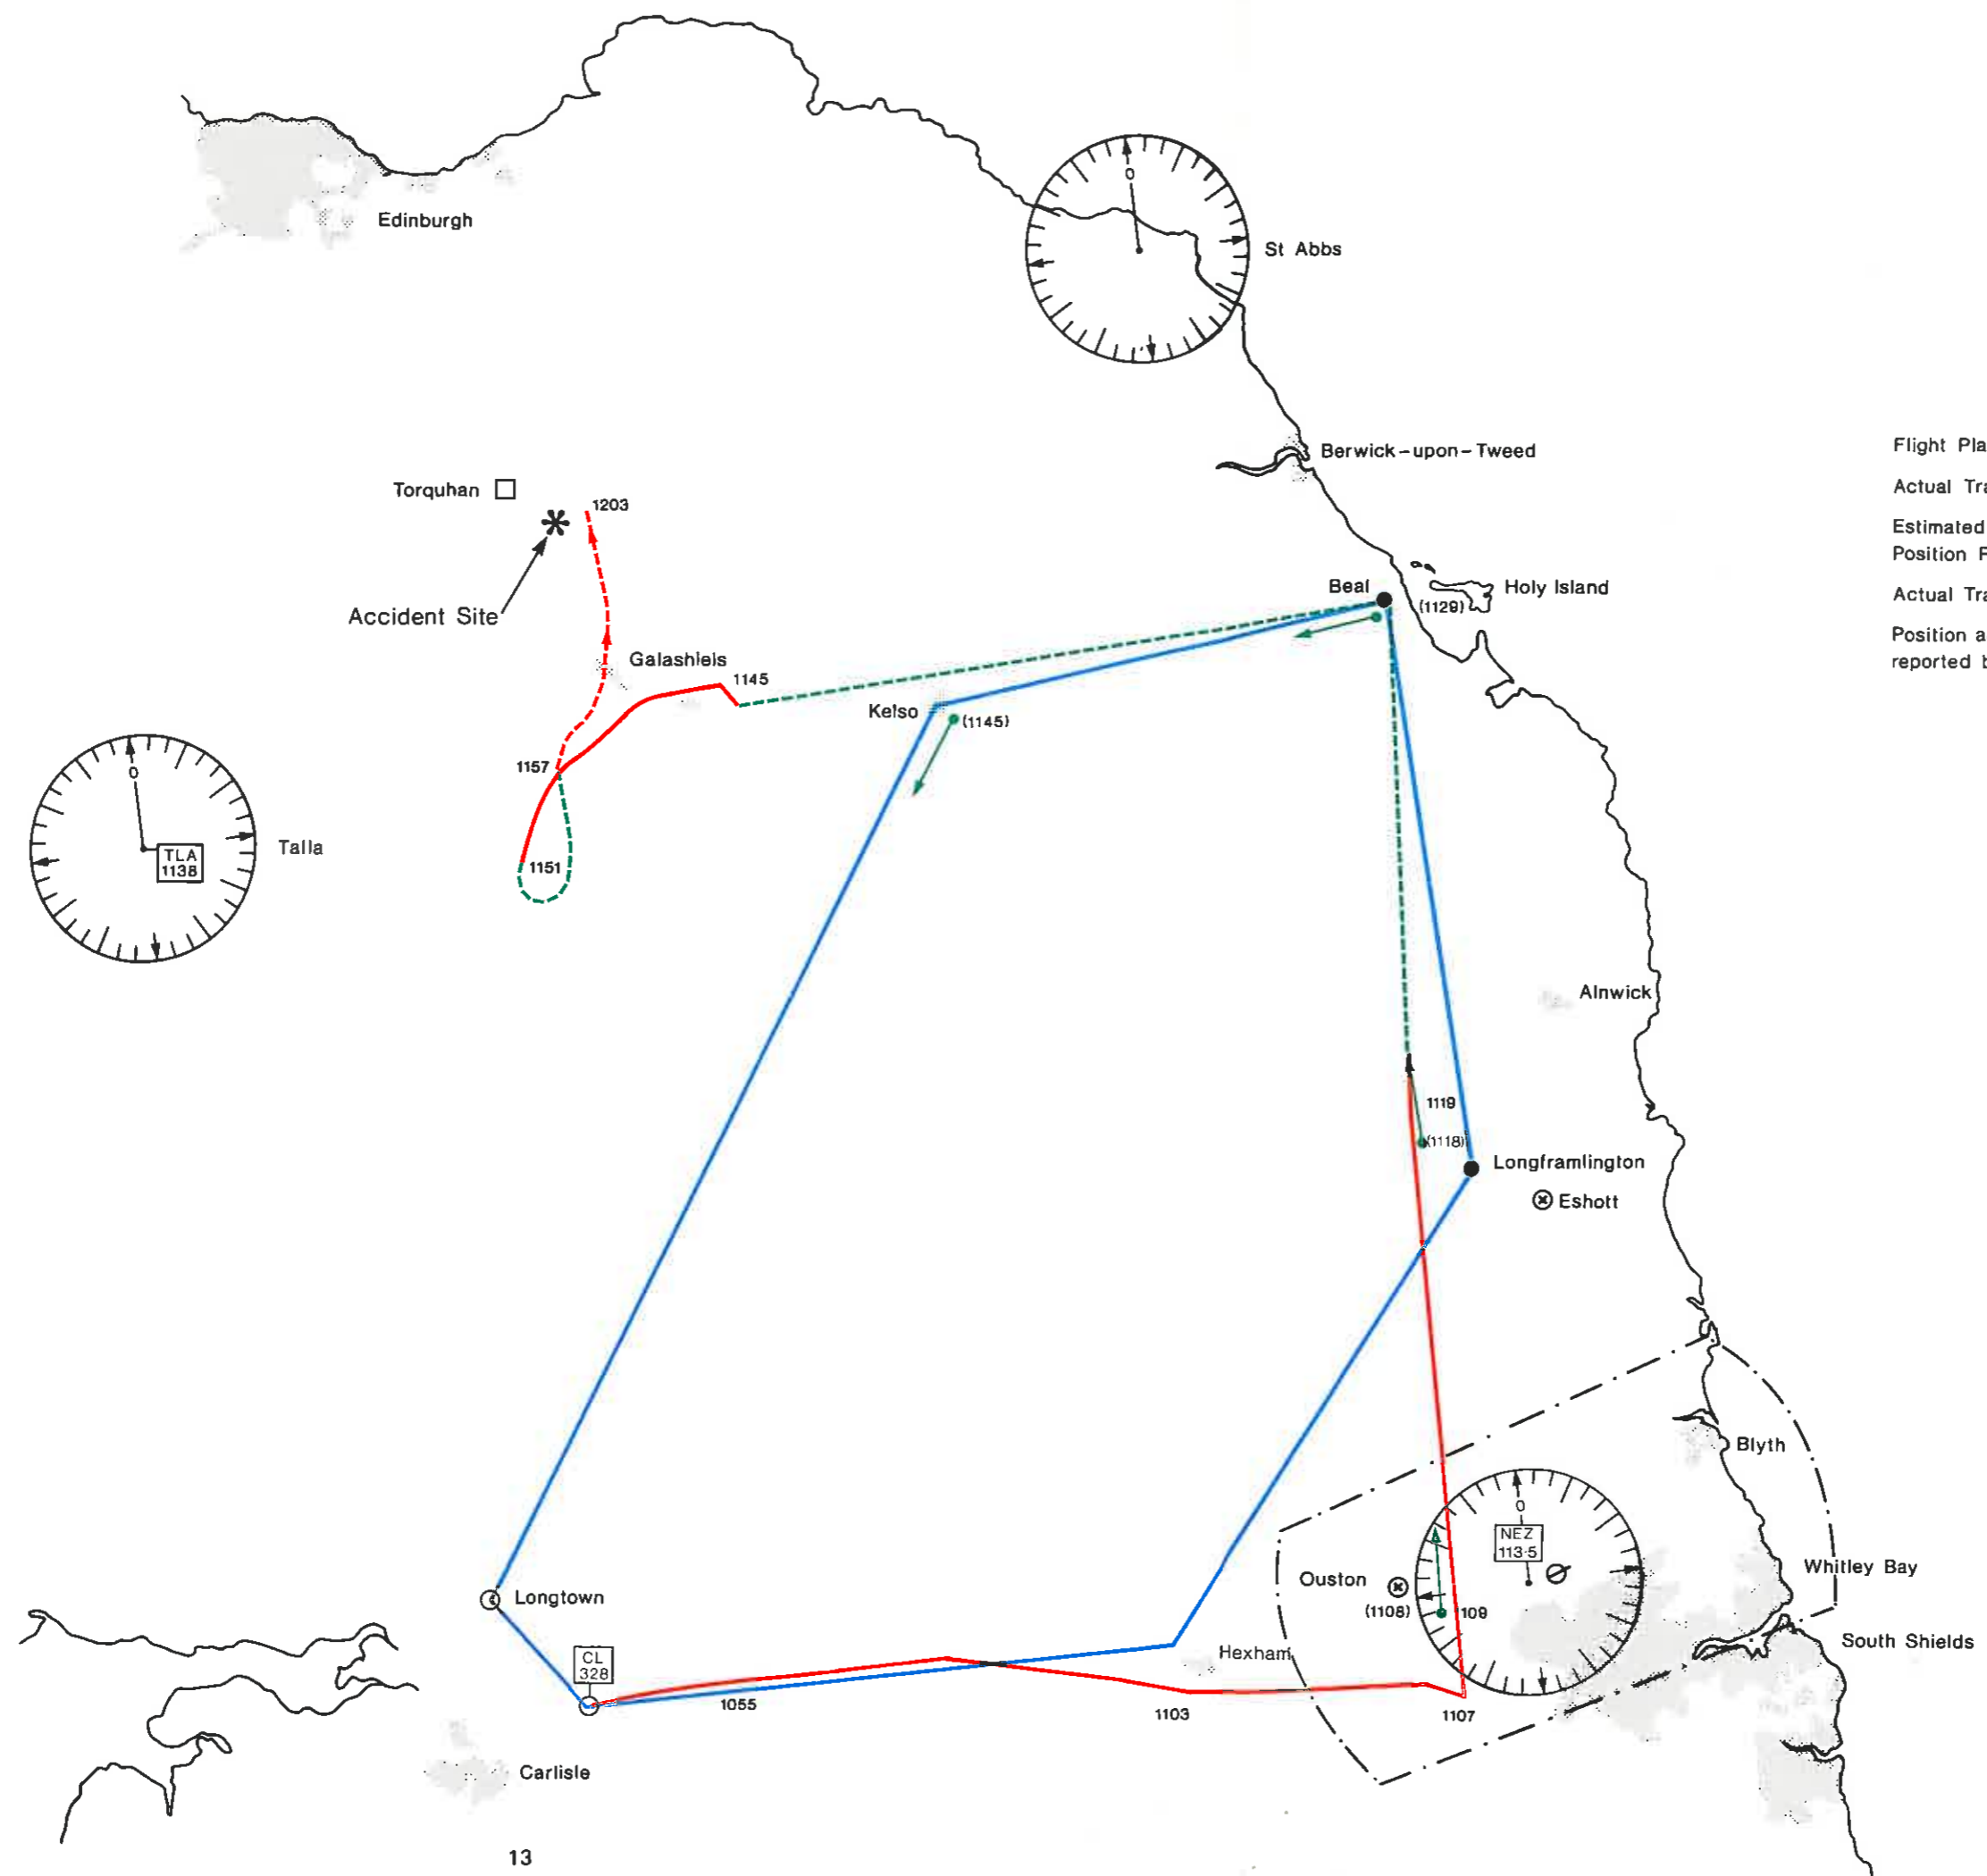 0
Edinburgh
St Abbs
Berwick-upon-Tweed
Flight Pla
Torquhan
1203
Actual Tra
Estimated
Position F
Beal
Holy Island
Actual Tra
(1129)
Accident Site
Position a
reported b
Galashiels
1145
Kelso
(1145)
1157
0
TLA
1138
Talla
1151
Alnwick
1119
(1118)
Longframlington
Eshott
Blyth
0
NEZ
113·5
Whitley Bay
Ouston
Longtown
(1108)
109
South Shields
CL
328
Hexham
1055
1103
1107
Carlisle
13